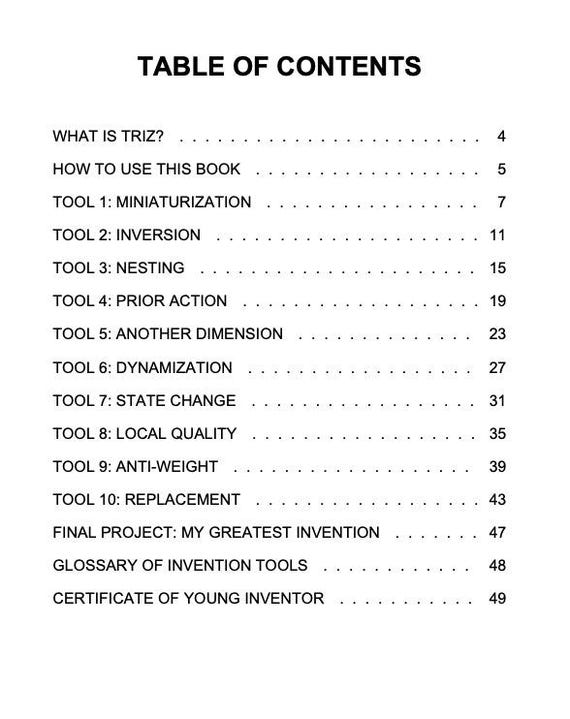 TABLE OF CONTENTS
WHAT IS TRIZ? . . . . . . . . . . . . . . . . . . . . . . . . 4
HOW TO USE THIS BOOK . . . . . . . . . . . . . . . . . . 5
TOOL 1: MINIATURIZATION . . . . . . . . . . . . . . . . . 7
TOOL 2: INVERSION . . . . . . . . . . . . . . . . . . . . . 11
TOOL 3: NESTING . . . . . . . . . . . . . . . . . . . . . . 15
TOOL 4: PRIOR ACTION . . . . . . . . . . . . . . . . . . . 19
TOOL 5: ANOTHER DIMENSION . . . . . . . . . . . . . . 23
TOOL 6: DYNAMIZATION . . . . . . . . . . . . . . . . . . 27
TOOL 7: STATE CHANGE . . . . . . . . . . . . . . . . . . 31
TOOL 8: LOCAL QUALITY . . . . . . . . . . . . . . . . . . 35
TOOL 9: ANTI-WEIGHT . . . . . . . . . . . . . . . . . . . 39
TOOL 10: REPLACEMENT . . . . . . . . . . . . . . . . . . 43
FINAL PROJECT: MY GREATEST INVENTION . . . . . . . 47
GLOSSARY OF INVENTION TOOLS . . . . . . . . . . . . 48
CERTIFICATE OF YOUNG INVENTOR . . . . . . . . . . . 49